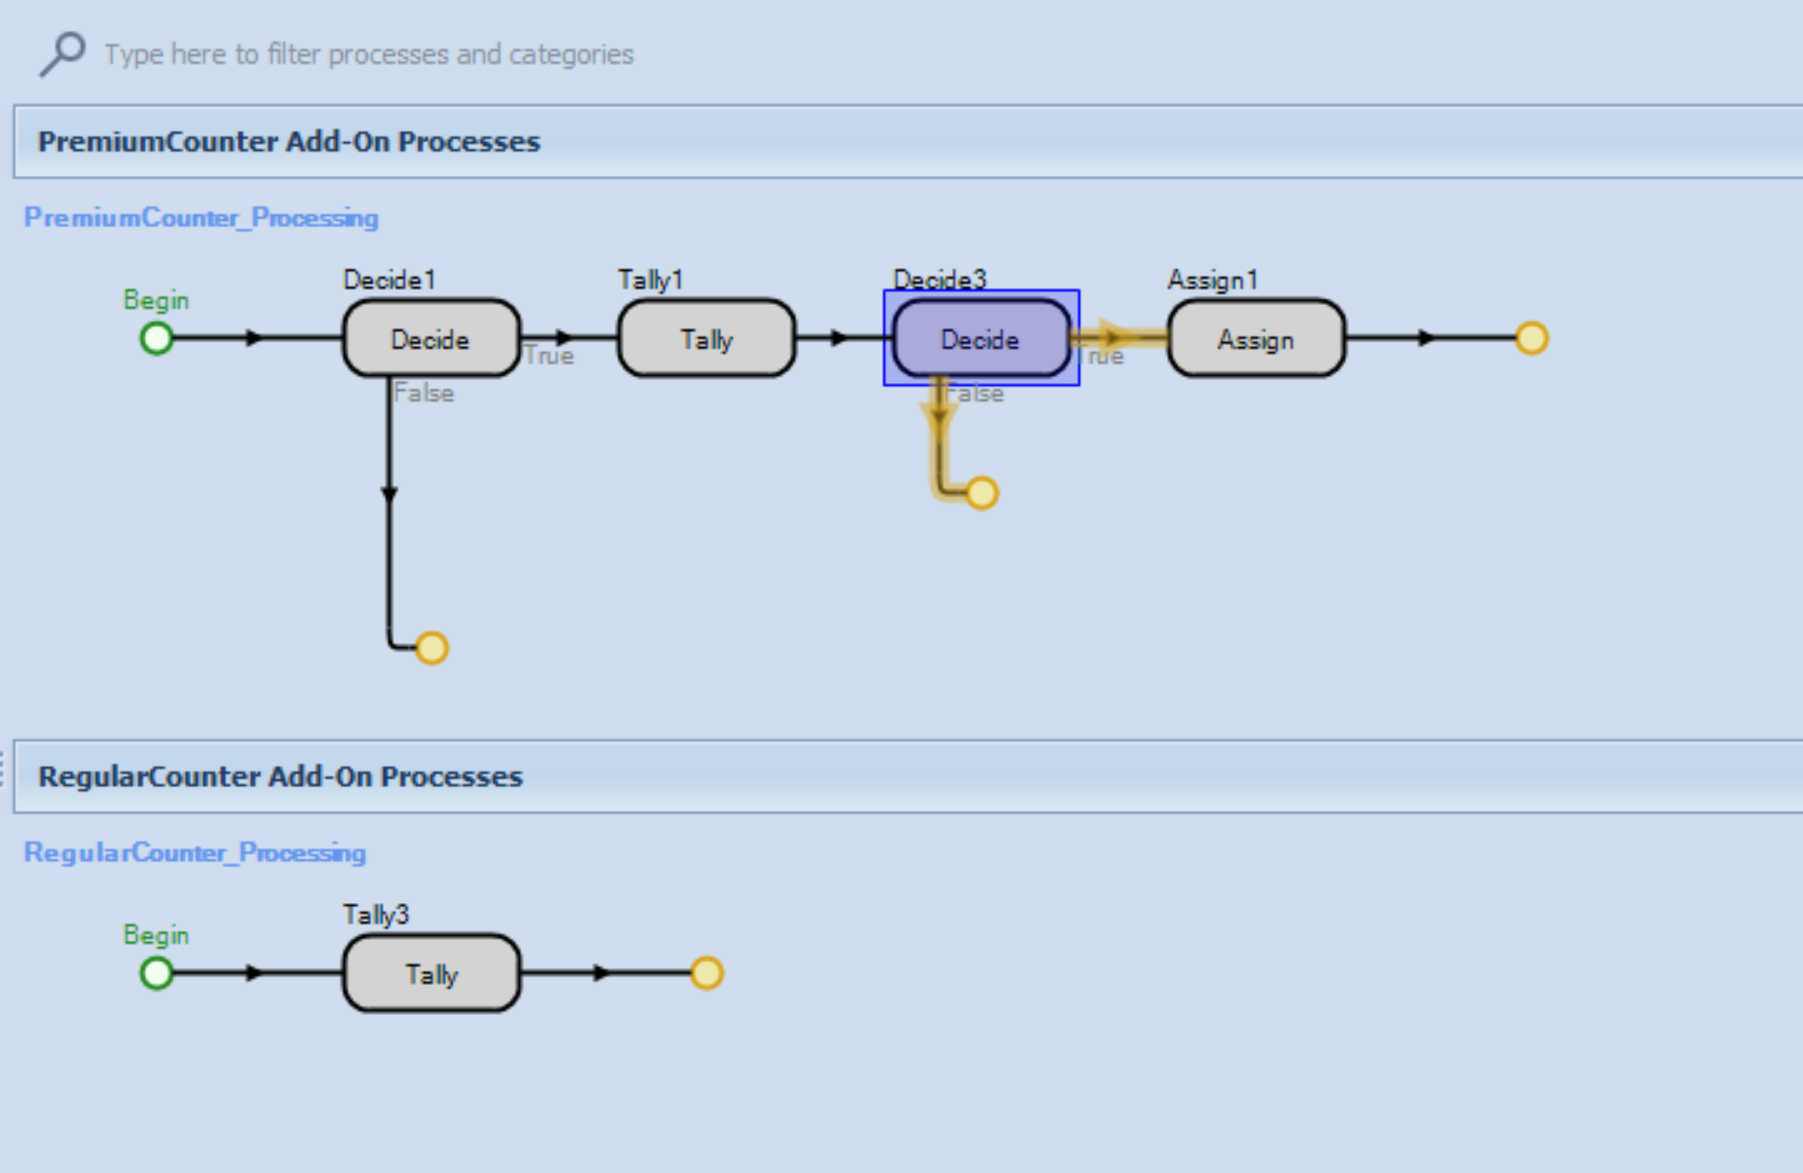 Type here to filter processes and categories
PremiumCounter Add-On Processes
PremiumCounter_Processing
Begin
Decide1
Decide
True
False
Tally1
Tally
Decide3
Decide
True
False
Assign1
Assign
RegularCounter Add-On Processes
RegularCounter_Processing
Begin
Tally3
Tally